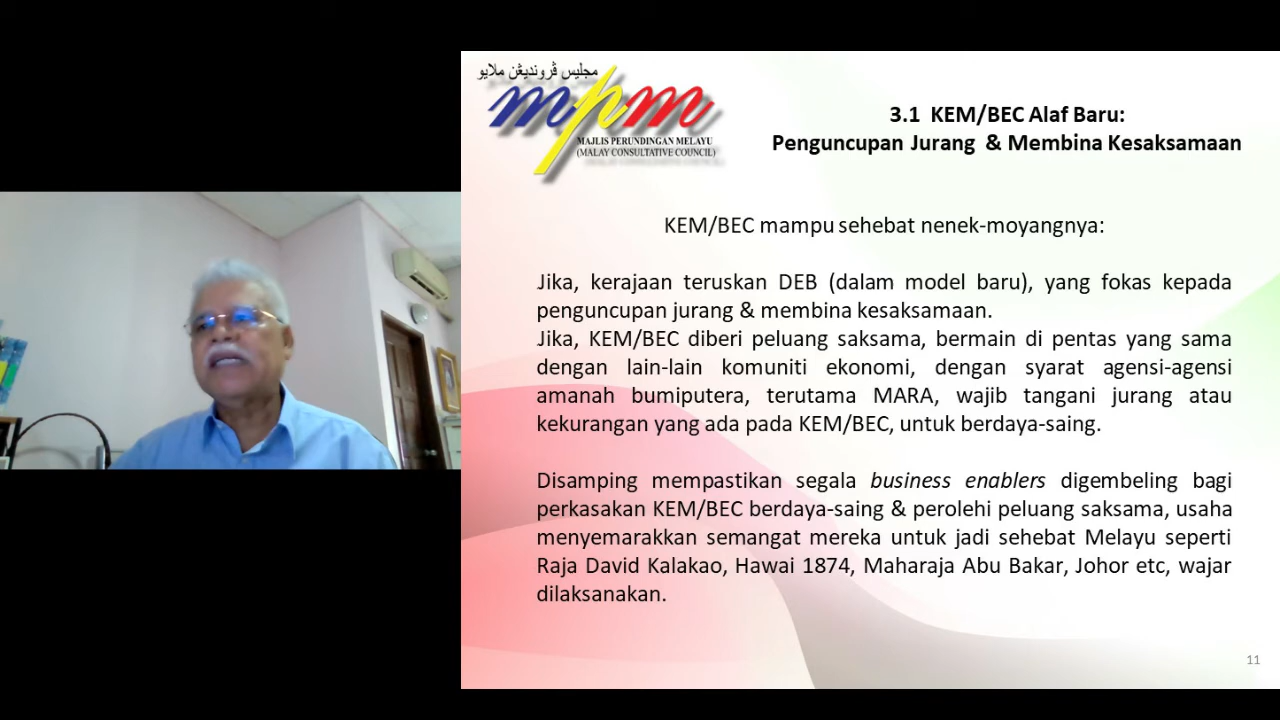 مجليس ڤرونديڠن ملايو
mpm
MAJLIS PERUNDINGAN MELAYU
(MALAY CONSULTATIVE COUNCIL)
3.1 KEM/BEC Alaf Baru:
Penguncupan Jurang & Membina Kesaksamaan
KEM/BEC mampu sehebat nenek-moyangnya:
Jika, kerajaan teruskan DEB (dalam model baru), yang fokas kepada
penguncupan jurang & membina kesaksamaan.
Jika, KEM/BEC diberi peluang saksama, bermain di pentas yang sama
dengan lain-lain komuniti ekonomi, dengan syarat agensi-agensi
amanah bumiputera, terutama MARA, wajib tangani jurang atau
kekurangan yang ada pada KEM/BEC, untuk berdaya-saing.
Disamping mempastikan segala business enablers digembeling bagi
perkasakan KEM/BEC berdaya-saing & perolehi peluang saksama, usaha
menyemarakkan semangat mereka untuk jadi sehebat Melayu seperti
Raja David Kalakao, Hawai 1874, Maharaja Abu Bakar, Johor etc, wajar
dilaksanakan.
11